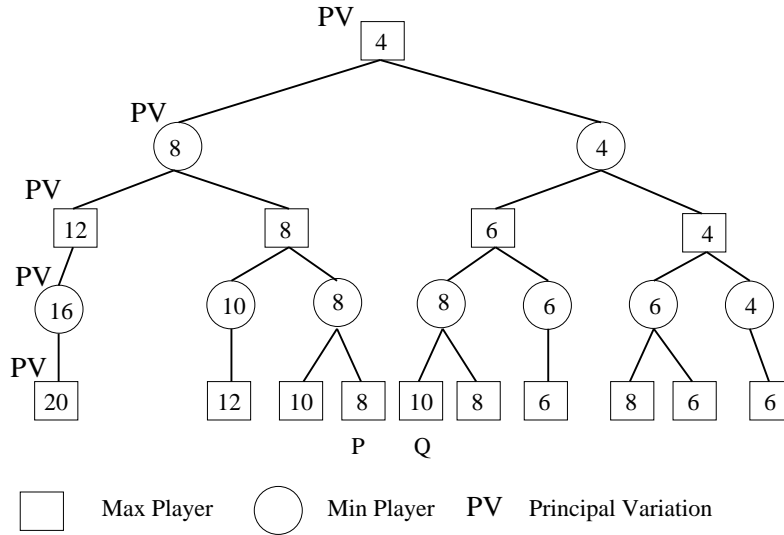 PV
4
PV
8 4
PV
12 8 6 4
PV
16 10 8 8 6 6 4
PV
20 12 10 8 10 8 6 8 6 6
P Q
Max Player Min Player PV Principal Variation